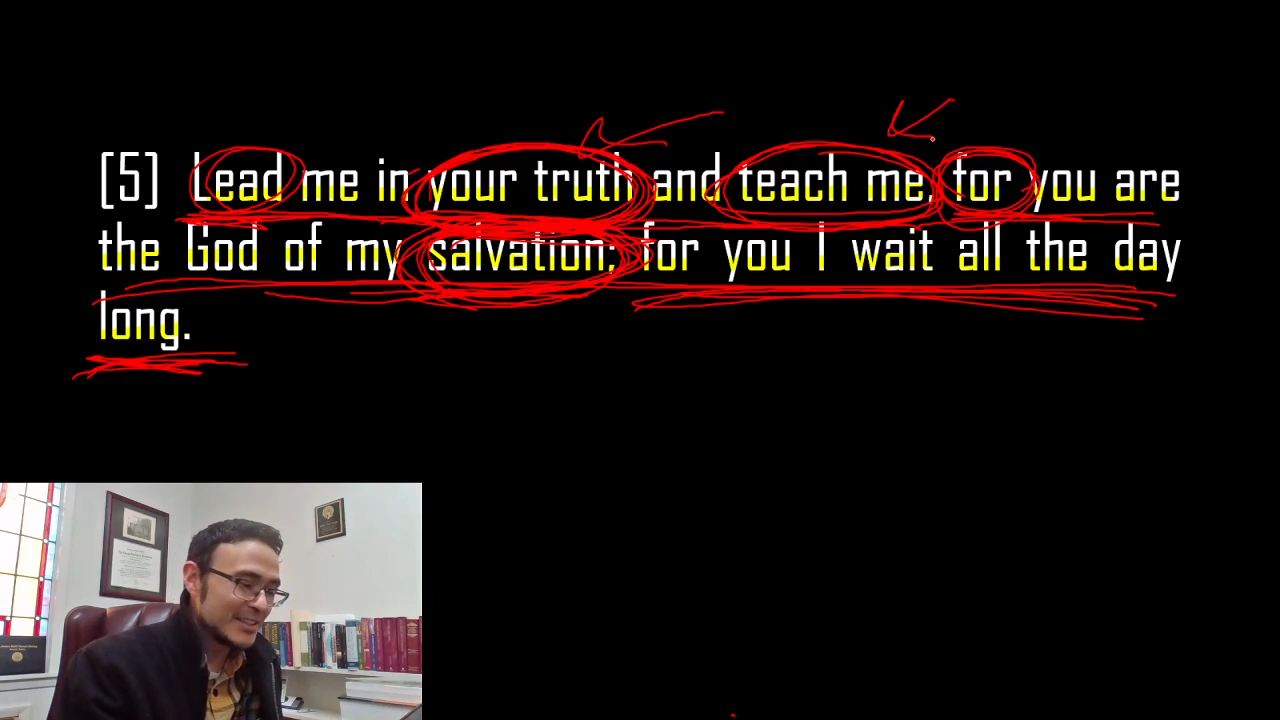 [5] Lead me in your truth and teach me, for you are
the God of my salvation; for you I wait all the day
long.